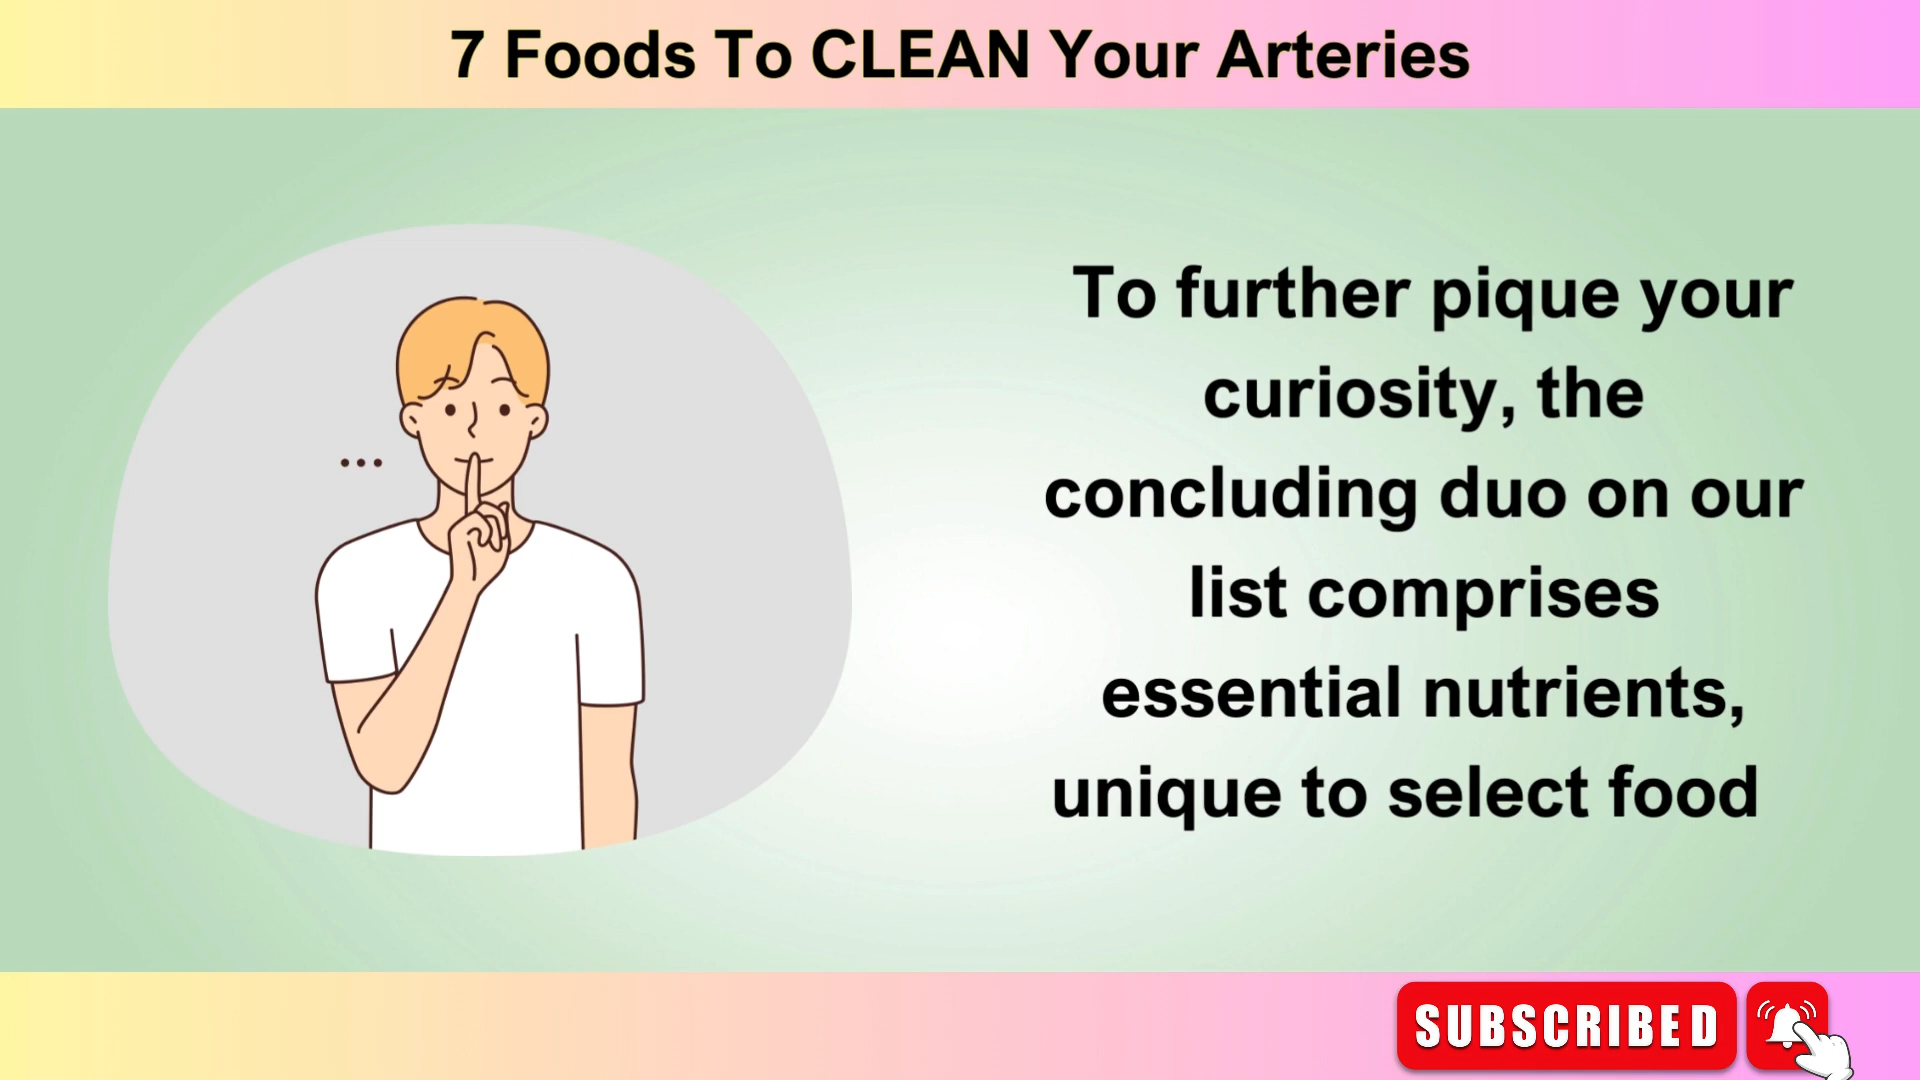 7 Foods To CLEAN Your Arteries
To further pique your
curiosity, the
concluding duo on our
list comprises
essential nutrients,
unique to select food
SUBSCRIBED